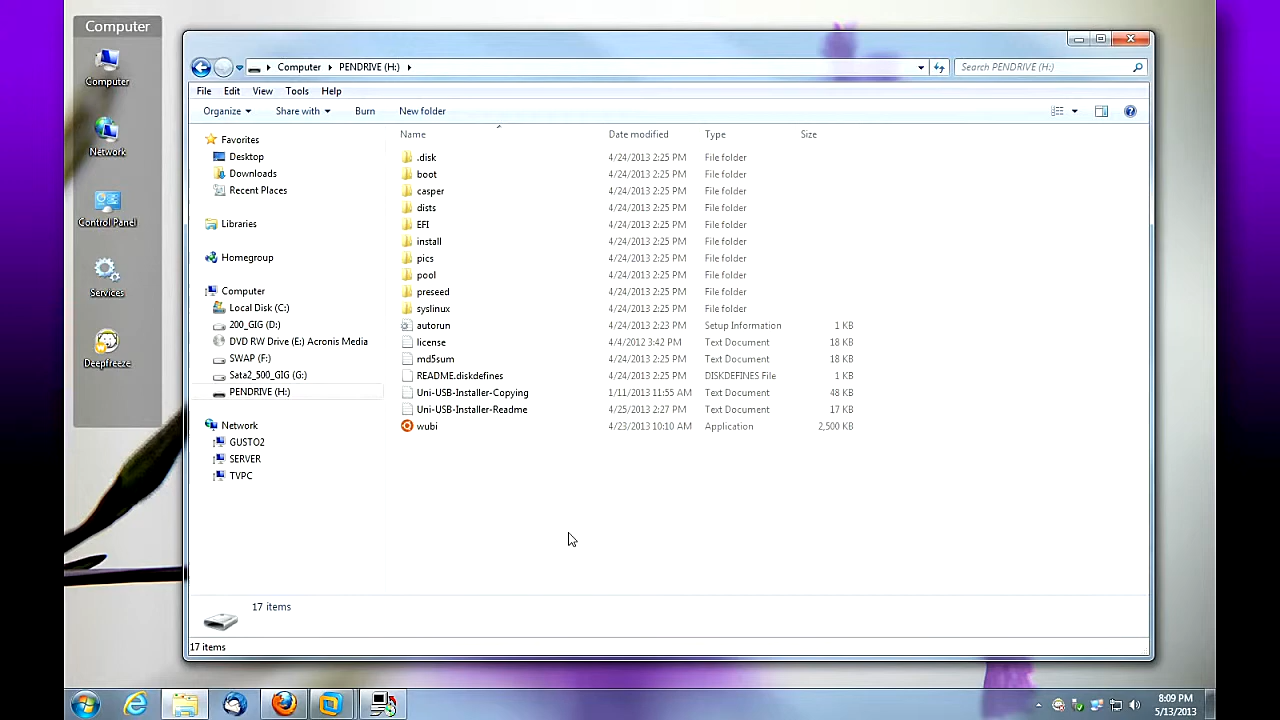 Computer
Computer
Network
Control Panel
Services
Deepfreeze
Computer PENDRIVE (H:)
Search PENDRIVE (H:)
File Edit View Tools Help
Organize Share with Burn New folder
Favorites
Desktop
Downloads
Recent Places
Libraries
Homegroup
Computer
Local Disk (C:)
200_GIG (D:)
DVD RW Drive (E:) Acronis Media
SWAP (F:)
Sata2_500_GIG (G:)
PENDRIVE (H:)
Network
GUSTO2
SERVER
TVPC
Name Date modified Type Size
.disk 4/24/2013 2:25 PM File folder
boot 4/24/2013 2:25 PM File folder
casper 4/24/2013 2:25 PM File folder
dists 4/24/2013 2:25 PM File folder
EFI 4/24/2013 2:25 PM File folder
install 4/24/2013 2:25 PM File folder
pics 4/24/2013 2:25 PM File folder
pool 4/24/2013 2:25 PM File folder
preseed 4/24/2013 2:25 PM File folder
syslinux 4/24/2013 2:25 PM File folder
autorun 4/24/2013 2:23 PM Setup Information 1 KB
license 4/4/2012 3:42 PM Text Document 18 KB
md5sum 4/24/2013 2:25 PM Text Document 18 KB
README.diskdefines 4/24/2013 2:25 PM DISKDEFINES File 1 KB
Uni-USB-Installer-Copying 1/11/2013 11:55 AM Text Document 48 KB
Uni-USB-Installer-Readme 4/25/2013 2:27 PM Text Document 17 KB
wubi 4/23/2013 10:10 AM Application 2,500 KB
17 items
17 items
8:09 PM
5/13/2013